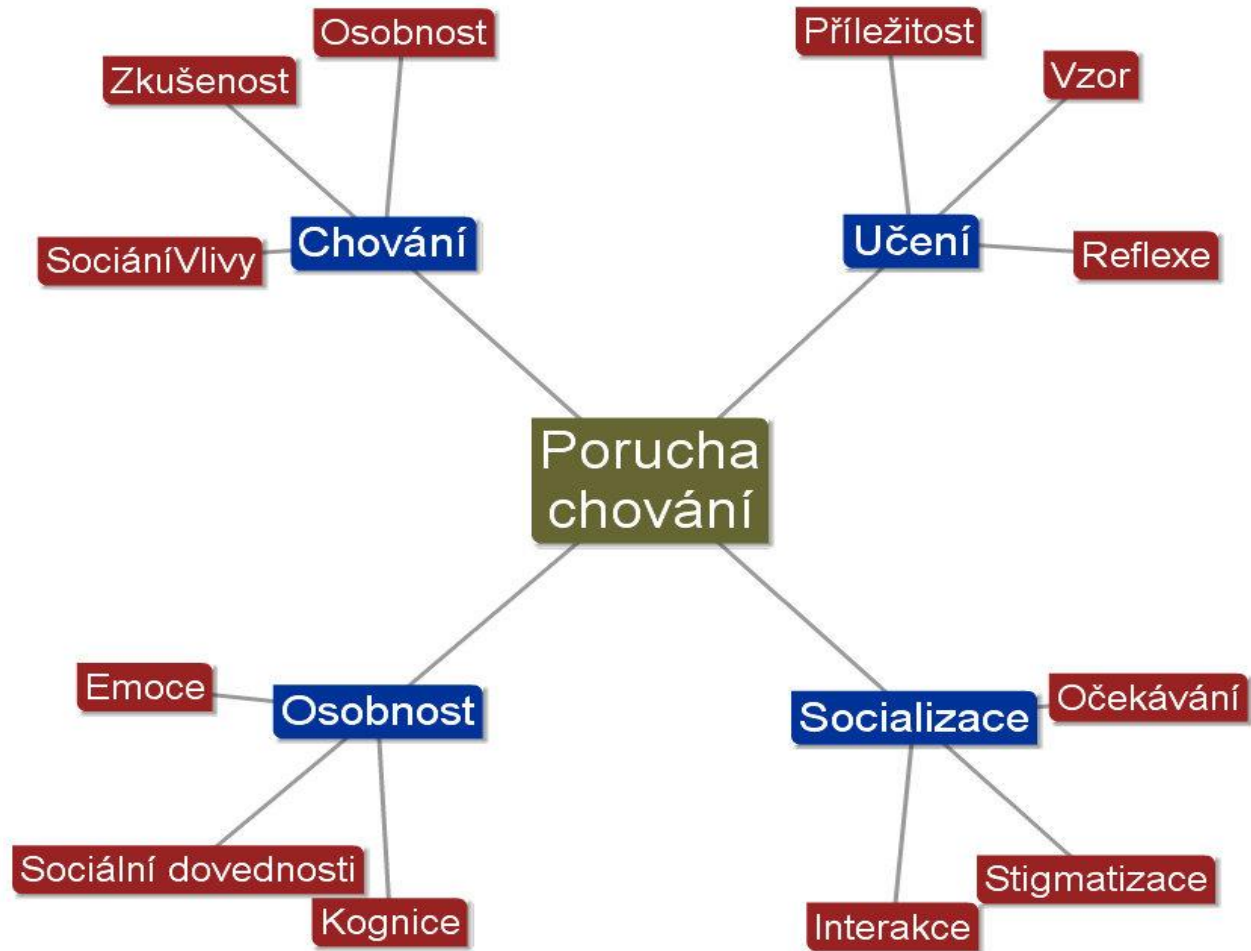 Osobnost
Příležitost
Zkušenost
Vzor
SociáníVlivy
Chování
Učení
Reflexe
Porucha
chování
Emoce
Osobnost
Socializace
Očekávání
Sociální dovednosti
Kognice
Interakce
Stigmatizace